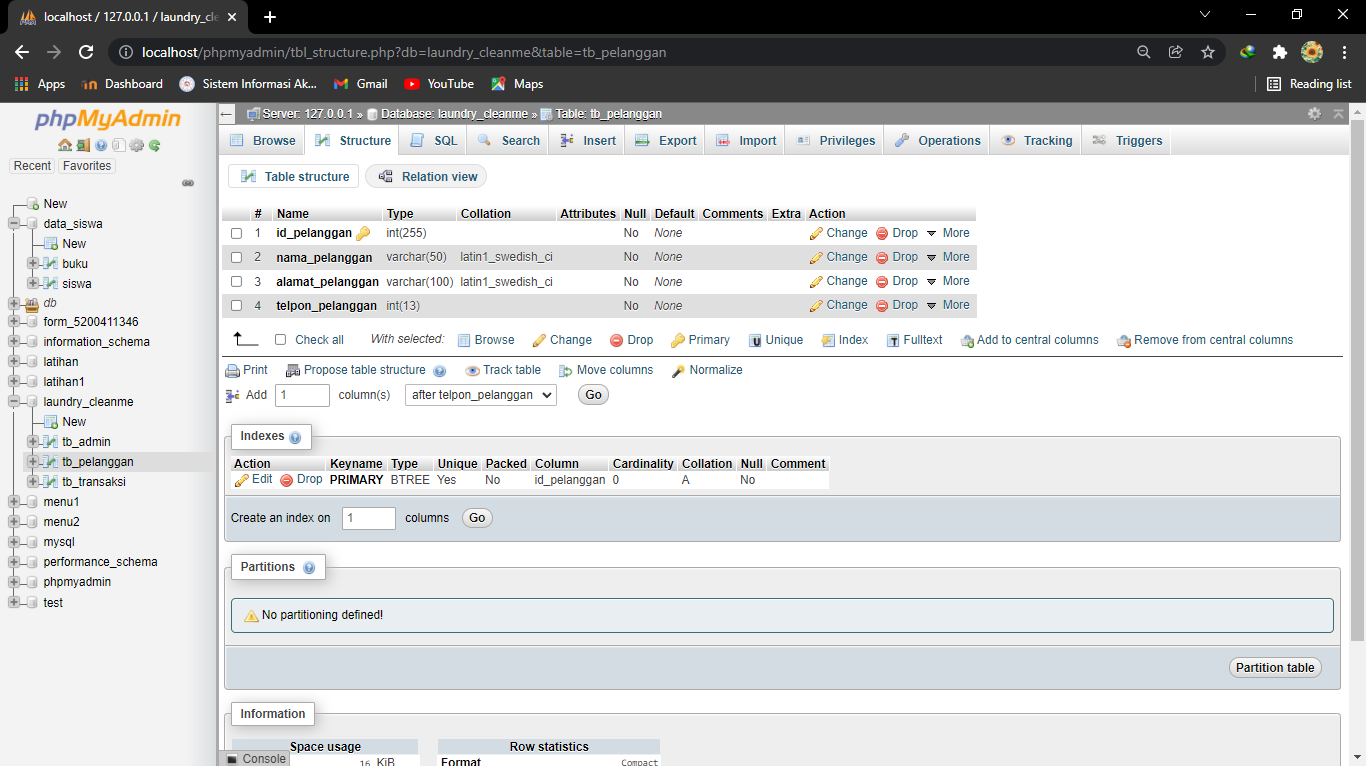 localhost / 127.0.0.1 / laundry_cle
localhost/phpmyadmin/tbl_structure.php?db=laundry_cleanme&table=tb_pelanggan
Apps Dashboard Sistem Informasi Ak... Gmail YouTube Maps Reading list
phpMyAdmin
Recent Favorites
New
data_siswa
New
buku
siswa
db
form_5200411346
information_schema
latihan
latihan1
laundry_cleanme
New
tb_admin
tb_pelanggan
tb_transaksi
menu1
menu2
mysql
performance_schema
phpmyadmin
test
Server: 127.0.0.1 » Database: laundry_cleanme » Table: tb_pelanggan
Browse Structure SQL Search Insert Export Import Privileges Operations Tracking Triggers
Table structure Relation view
# Name Type Collation Attributes Null Default Comments Extra Action
1 id_pelanggan int(255) No None Change Drop More
2 nama_pelanggan varchar(50) latin1_swedish_ci No None Change Drop More
3 alamat_pelanggan varchar(100) latin1_swedish_ci No None Change Drop More
4 telpon_pelanggan int(13) No None Change Drop More
Check all With selected: Browse Change Drop Primary Unique Index Fulltext Add to central columns Remove from central columns
Print Propose table structure Track table Move columns Normalize
Add 1 column(s) after telpon_pelanggan Go
Indexes
Action Keyname Type Unique Packed Column Cardinality Collation Null Comment
Edit Drop PRIMARY BTREE Yes No id_pelanggan 0 A No
Create an index on 1 columns Go
Partitions
No partitioning defined!
Partition table
Information
Space usage Row statistics
16 KiB Format Compact
Console